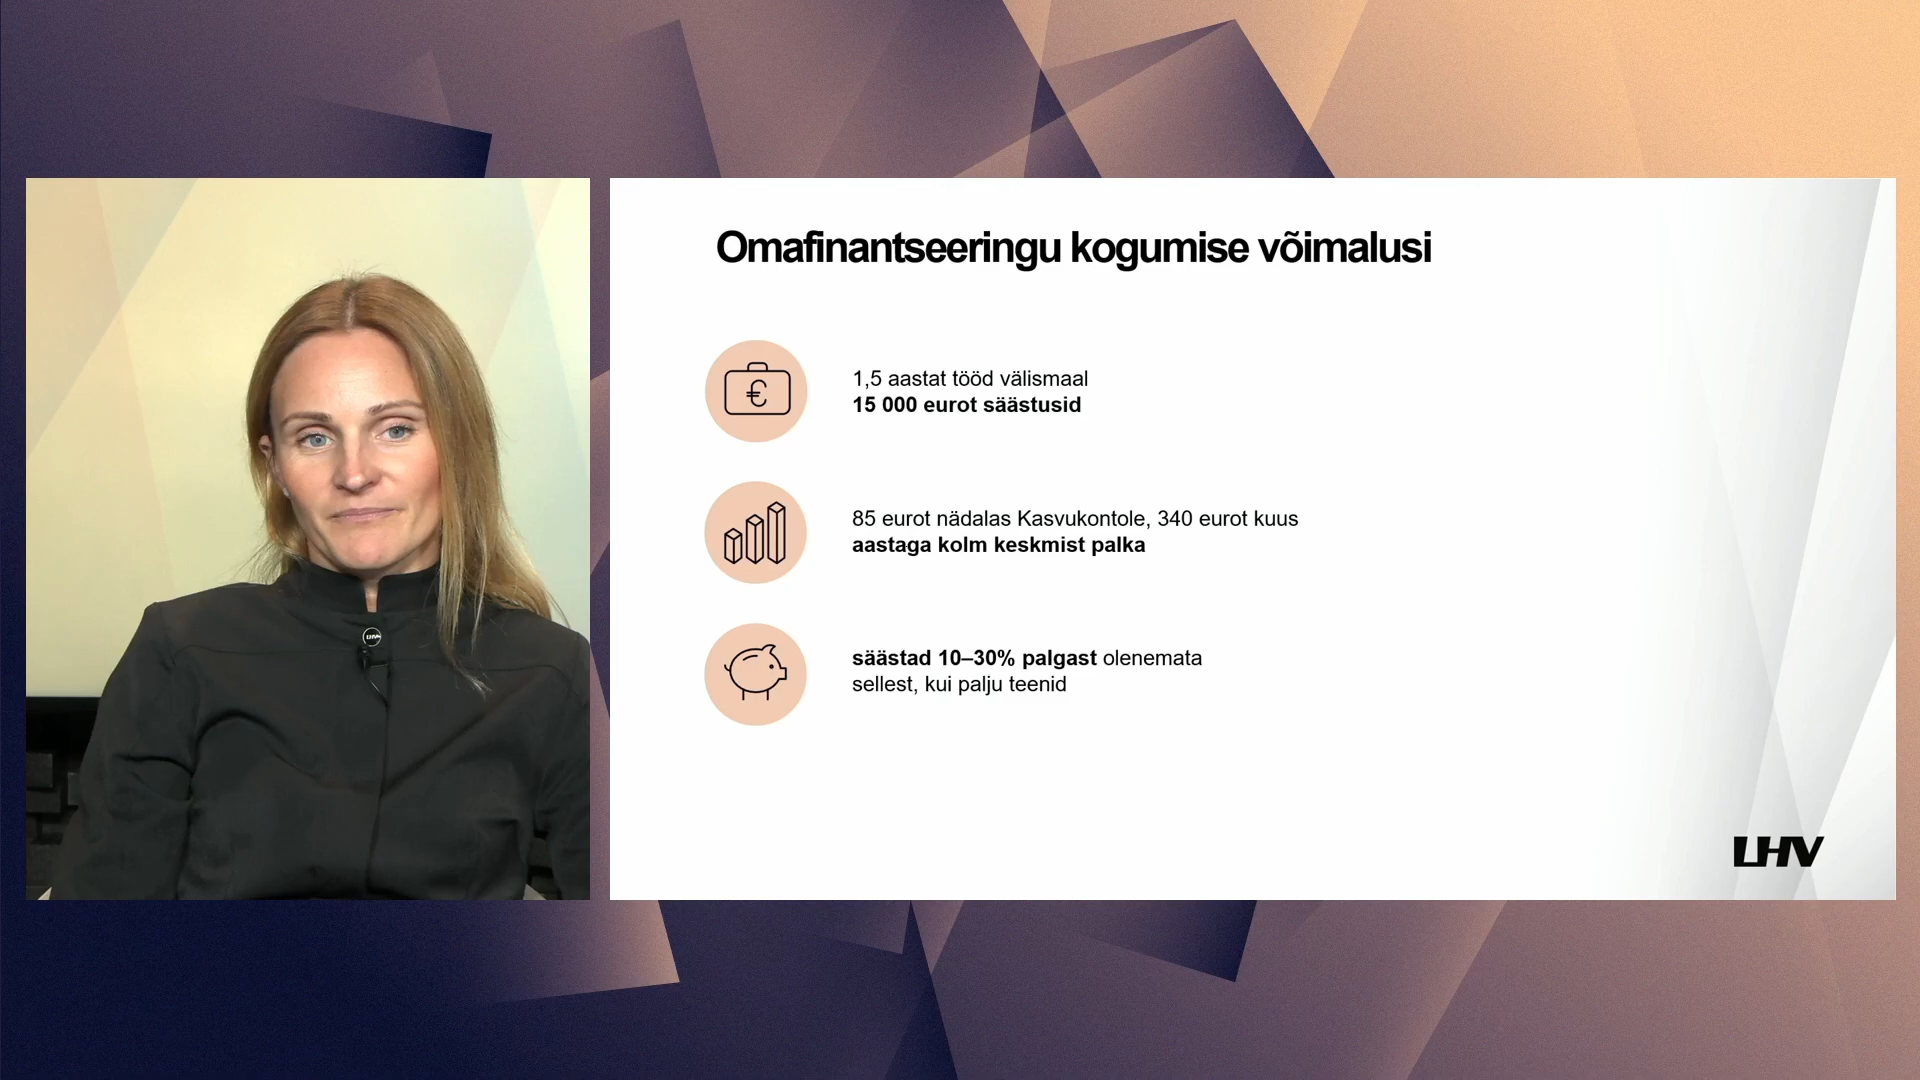 Omafinantseeringu kogumise võimalusi
€
1,5 aastat tööd välismaal
15 000 eurot säästusid
85 eurot nädalas Kasvukontole, 340 eurot kuus
aastaga kolm keskmist palka
säästad 10–30% palgast olenemata
sellest, kui palju teenid
LHV
LHV